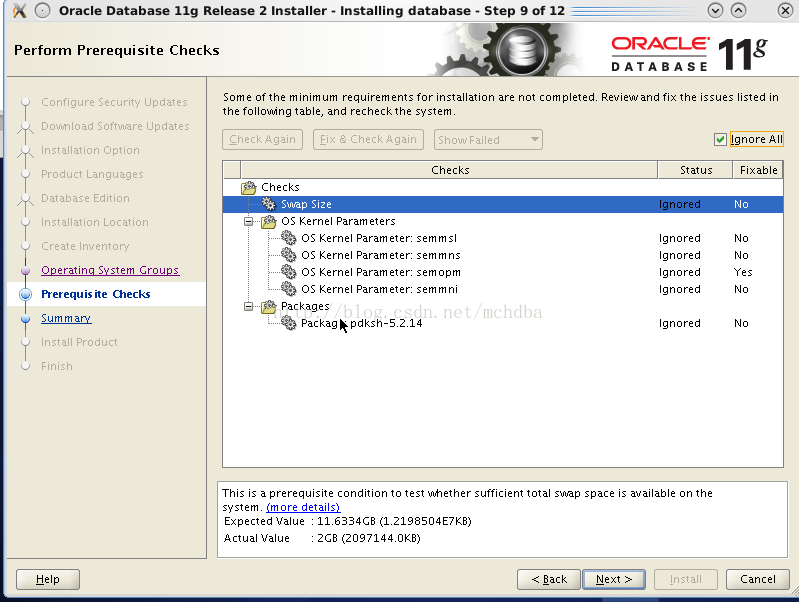 Oracle Database 11g Release 2 Installer - Installing database - Step 9 of 12
Perform Prerequisite Checks
ORACLE
DATABASE 11g
Configure Security Updates
Download Software Updates
Installation Option
Product Languages
Database Edition
Installation Location
Create Inventory
Operating System Groups
Prerequisite Checks
Summary
Install Product
Finish
Some of the minimum requirements for installation are not completed. Review and fix the issues listed in
the following table, and recheck the system.
Check Again Fix & Check Again Show Failed Ignore All
Checks Status Fixable
Checks
Swap Size Ignored No
OS Kernel Parameters
OS Kernel Parameter: semmsl Ignored No
OS Kernel Parameter: semmns Ignored No
OS Kernel Parameter: semopm Ignored Yes
OS Kernel Parameter: semmni Ignored No
Packages
http://blog.csdn.net/mchdba
Package: pdksh-5.2.14 Ignored No
This is a prerequisite condition to test whether sufficient total swap space is available on the
system. (more details)
Expected Value : 11.6334GB (1.2198504E7KB)
Actual Value : 2GB (2097144.0KB)
Help < Back Next > Install Cancel